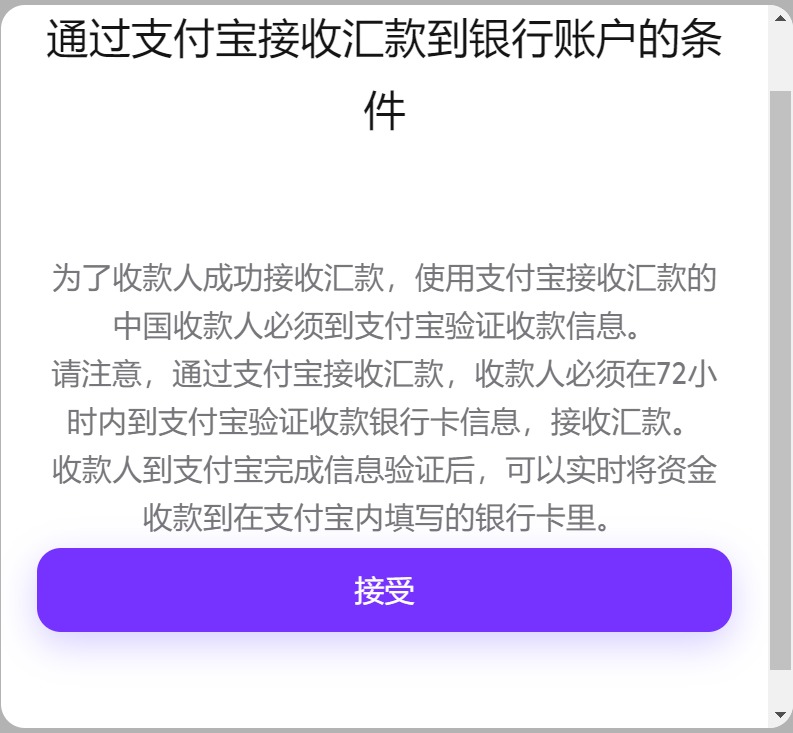 通过支付宝接收汇款到银行账户的条
件
为了收款人成功接收汇款，使用支付宝接收汇款的
中国收款人必须到支付宝验证收款信息。
请注意，通过支付宝接收汇款，收款人必须在72小
时内到支付宝验证收款银行卡信息，接收汇款。
收款人到支付宝完成信息验证后，可以实时将资金
收款到在支付宝内填写的银行卡里。
接受